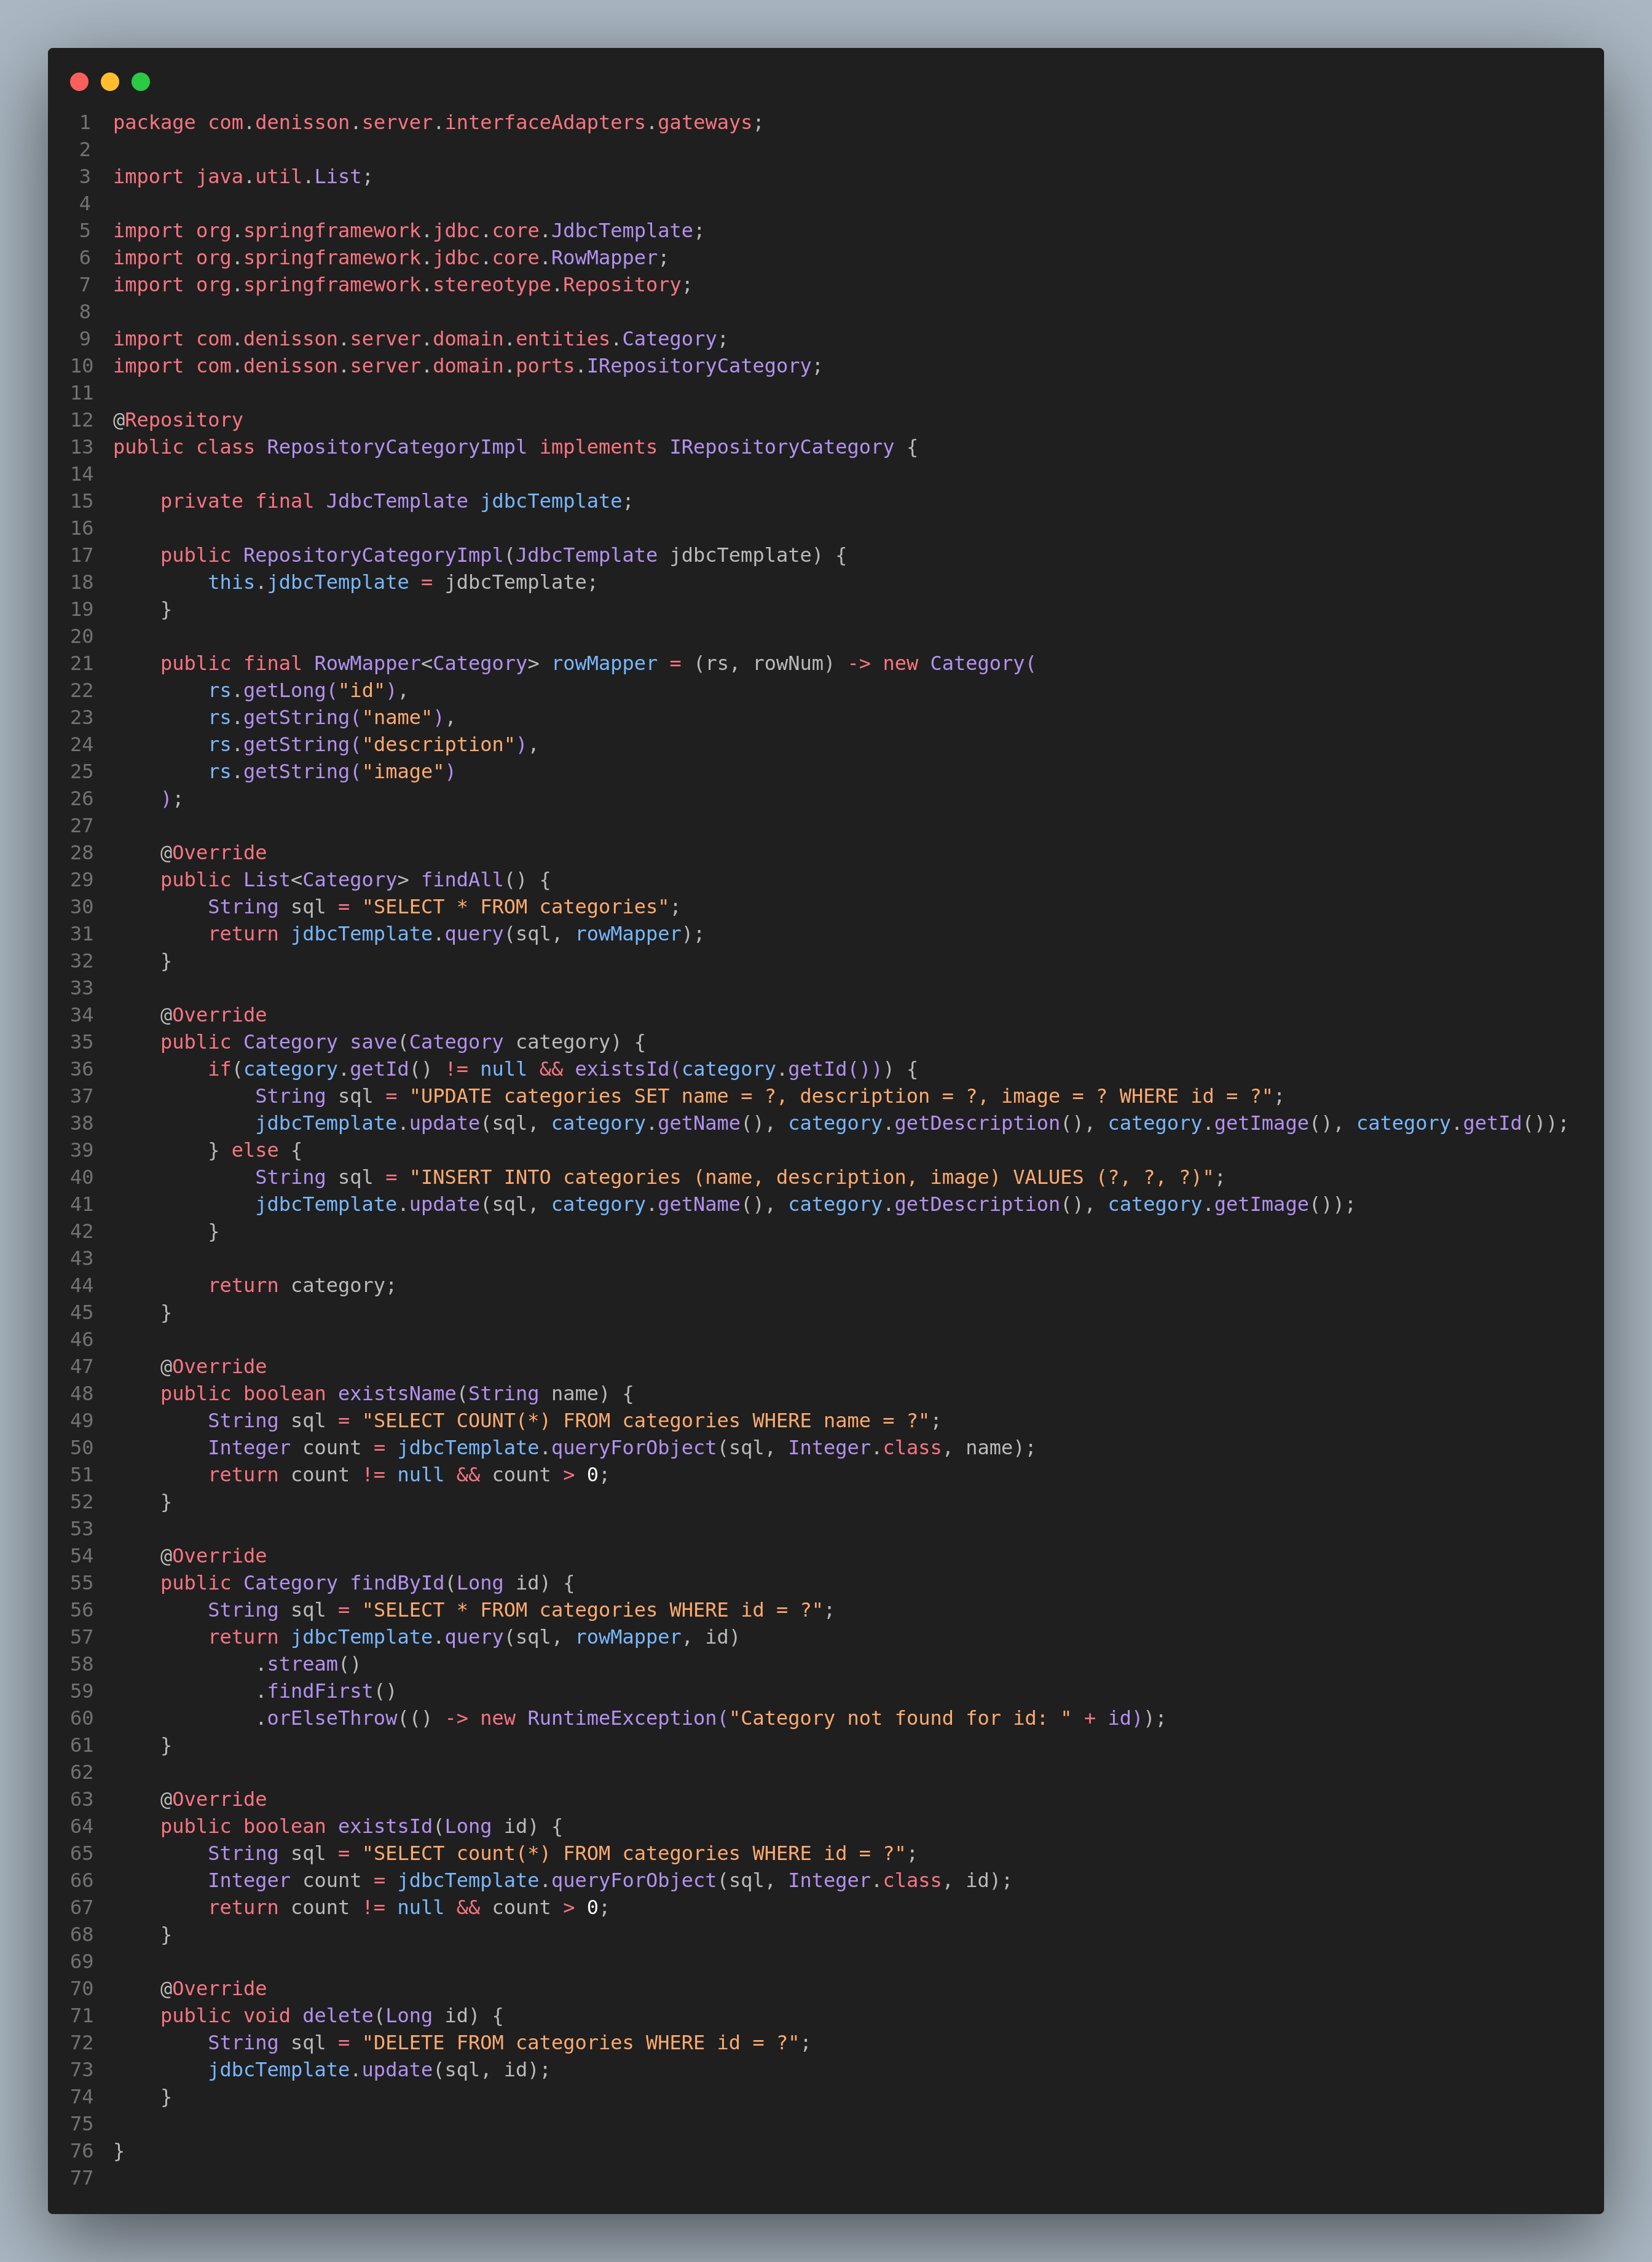 1 package com.denisson.server.interfaceAdapters.gateways;
2
3 import java.util.List;
4
5 import org.springframework.jdbc.core.JdbcTemplate;
6 import org.springframework.jdbc.core.RowMapper;
7 import org.springframework.stereotype.Repository;
8
9 import com.denisson.server.domain.entities.Category;
10 import com.denisson.server.domain.ports.IRepositoryCategory;
11
12 @Repository
13 public class RepositoryCategoryImpl implements IRepositoryCategory {
14
15     private final JdbcTemplate jdbcTemplate;
16
17     public RepositoryCategoryImpl(JdbcTemplate jdbcTemplate) {
18         this.jdbcTemplate = jdbcTemplate;
19     }
20
21     public final RowMapper<Category> rowMapper = (rs, rowNum) -> new Category(
22         rs.getLong("id"),
23         rs.getString("name"),
24         rs.getString("description"),
25         rs.getString("image")
26     );
27
28     @Override
29     public List<Category> findAll() {
30         String sql = "SELECT * FROM categories";
31         return jdbcTemplate.query(sql, rowMapper);
32     }
33
34     @Override
35     public Category save(Category category) {
36         if(category.getId() != null && existsId(category.getId())) {
37             String sql = "UPDATE categories SET name = ?, description = ?, image = ? WHERE id = ?";
38             jdbcTemplate.update(sql, category.getName(), category.getDescription(), category.getImage(), category.getId());
39         } else {
40             String sql = "INSERT INTO categories (name, description, image) VALUES (?, ?, ?)";
41             jdbcTemplate.update(sql, category.getName(), category.getDescription(), category.getImage());
42         }
43
44         return category;
45     }
46
47     @Override
48     public boolean existsName(String name) {
49         String sql = "SELECT COUNT(*) FROM categories WHERE name = ?";
50         Integer count = jdbcTemplate.queryForObject(sql, Integer.class, name);
51         return count != null && count > 0;
52     }
53
54     @Override
55     public Category findById(Long id) {
56         String sql = "SELECT * FROM categories WHERE id = ?";
57         return jdbcTemplate.query(sql, rowMapper, id)
58             .stream()
59             .findFirst()
60             .orElseThrow(() -> new RuntimeException("Category not found for id: " + id));
61     }
62
63     @Override
64     public boolean existsId(Long id) {
65         String sql = "SELECT count(*) FROM categories WHERE id = ?";
66         Integer count = jdbcTemplate.queryForObject(sql, Integer.class, id);
67         return count != null && count > 0;
68     }
69
70     @Override
71     public void delete(Long id) {
72         String sql = "DELETE FROM categories WHERE id = ?";
73         jdbcTemplate.update(sql, id);
74     }
75
76 }
77